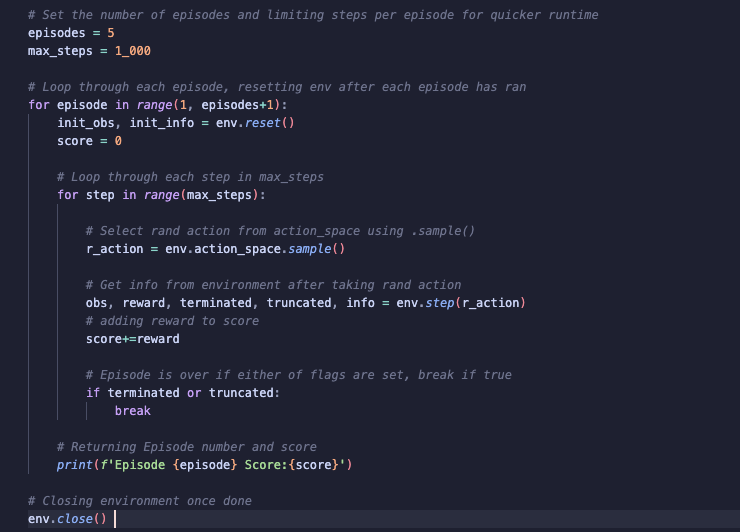 # Set the number of episodes and limiting steps per episode for quicker runtime
episodes = 5
max_steps = 1_000

# Loop through each episode, resetting env after each episode has ran
for episode in range(1, episodes+1):
    init_obs, init_info = env.reset()
    score = 0

    # Loop through each step in max_steps
    for step in range(max_steps):

        # Select rand action from action_space using .sample()
        r_action = env.action_space.sample()

        # Get info from environment after taking rand action
        obs, reward, terminated, truncated, info = env.step(r_action)
        # adding reward to score
        score+=reward

        # Episode is over if either of flags are set, break if true
        if terminated or truncated:
            break

    # Returning Episode number and score
    print(f'Episode {episode} Score:{score}')

# Closing environment once done
env.close()